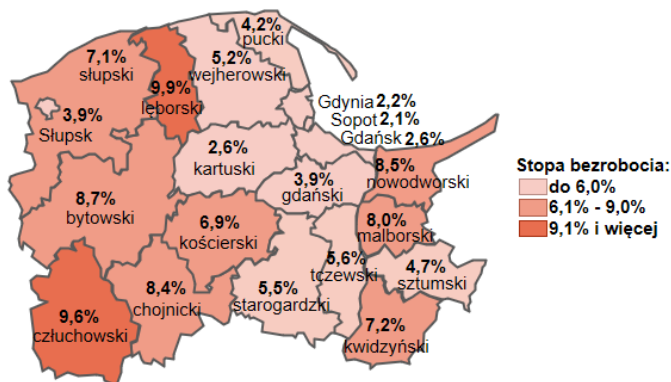 4,2%
pucki
7,1%
słupski
5,2%
wejherowski
9,9%
lęborski
3,9%
Słupsk
Gdynia 2,2%
Sopot 2,1%
Gdańsk 2,6%
2,6%
kartuski
3,9%
gdański
8,5%
nowodworski
8,7%
bytowski
6,9%
kościerski
8,0%
malborski
5,6%
tczewski
4,7%
sztumski
8,4%
chojnicki
5,5%
starogardzki
9,6%
człuchowski
7,2%
kwidzyński
Stopa bezrobocia:
do 6,0%
6,1% - 9,0%
9,1% i więcej